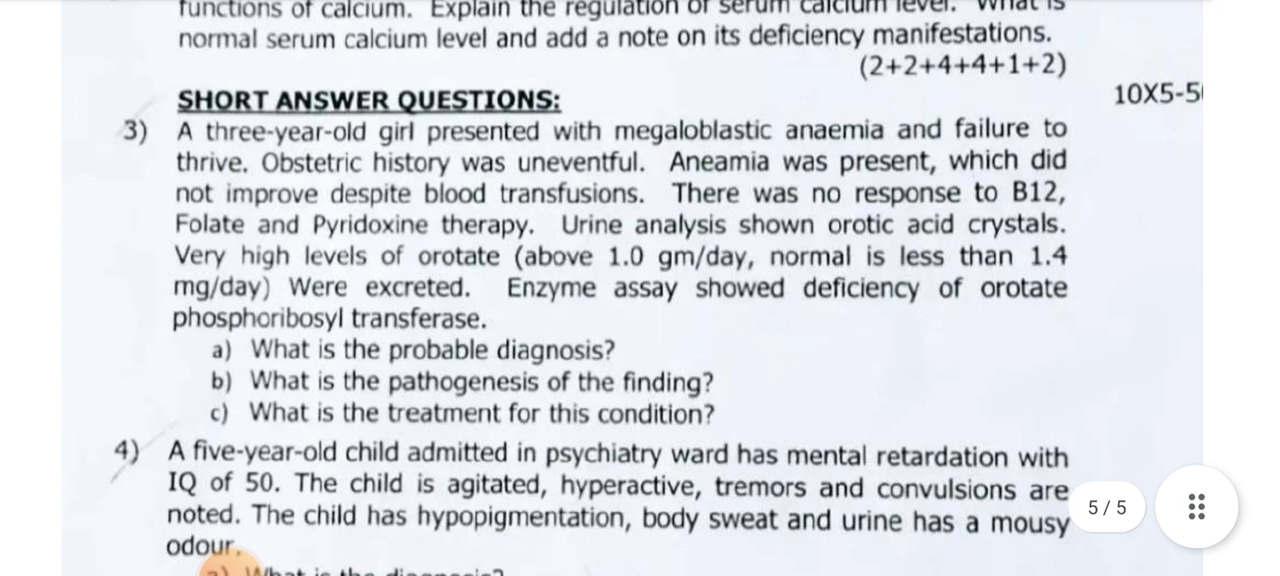 functions of calcium. Explain the regulation of serum calcium level. What is
normal serum calcium level and add a note on its deficiency manifestations.
(2+2+4+4+1+2)
SHORT ANSWER QUESTIONS:
10X5-5
3) A three-year-old girl presented with megaloblastic anaemia and failure to
thrive. Obstetric history was uneventful. Aneamia was present, which did
not improve despite blood transfusions. There was no response to B12,
Folate and Pyridoxine therapy. Urine analysis shown orotic acid crystals.
Very high levels of orotate (above 1.0 gm/day, normal is less than 1.4
mg/day) Were excreted. Enzyme assay showed deficiency of orotate
phosphoribosyl transferase.
a) What is the probable diagnosis?
b) What is the pathogenesis of the finding?
c) What is the treatment for this condition?
4) A five-year-old child admitted in psychiatry ward has mental retardation with
IQ of 50. The child is agitated, hyperactive, tremors and convulsions are
noted. The child has hypopigmentation, body sweat and urine has a mousy
odour.
5 / 5
a) What is the diagnosis?